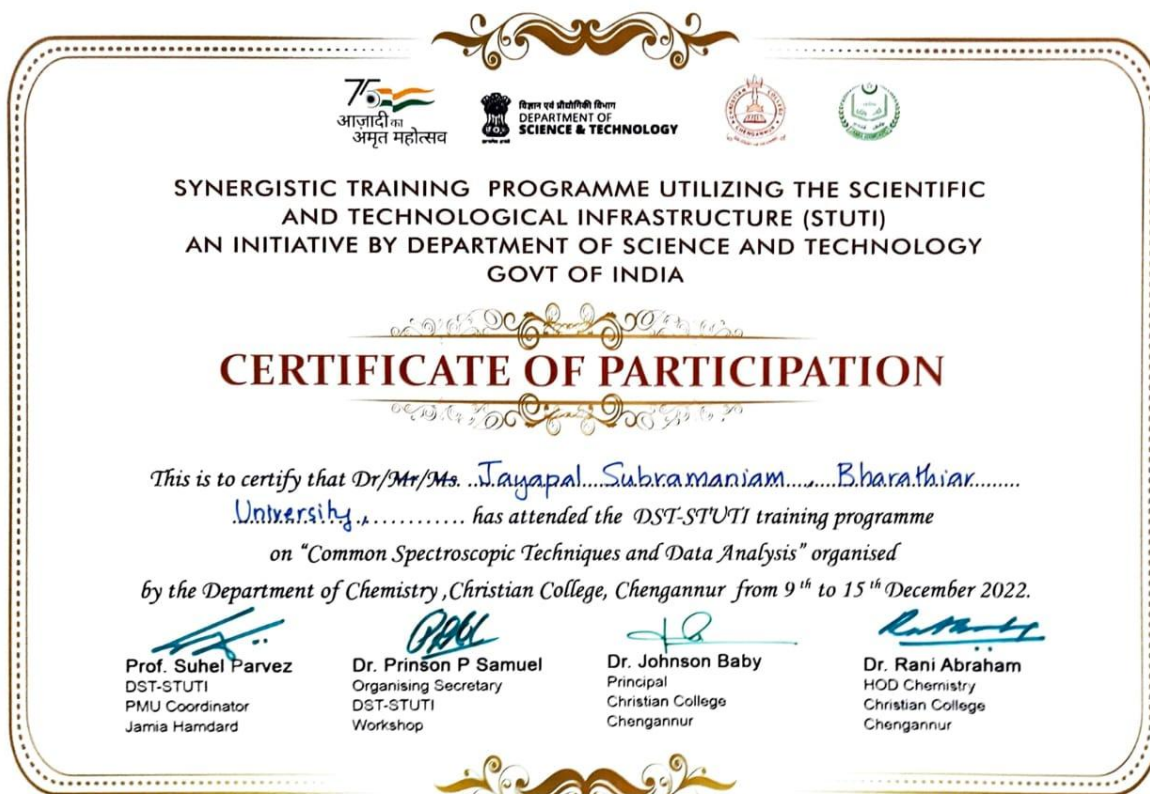 75
आज़ादी का
अमृत महोत्सव
विज्ञान एवं प्रौद्योगिकी विभाग
DEPARTMENT OF
SCIENCE & TECHNOLOGY
SYNERGISTIC TRAINING PROGRAMME UTILIZING THE SCIENTIFIC
AND TECHNOLOGICAL INFRASTRUCTURE (STUTI)
AN INITIATIVE BY DEPARTMENT OF SCIENCE AND TECHNOLOGY
GOVT OF INDIA
CERTIFICATE OF PARTICIPATION
This is to certify that Dr/Mr/Ms. Jayapal Subramaniam, Bharathiar
University, ........... has attended the DST-STUTI training programme
on “Common Spectroscopic Techniques and Data Analysis” organised
by the Department of Chemistry ,Christian College, Chengannur from 9th to 15th December 2022.
Prof. Suhel Parvez
DST-STUTI
PMU Coordinator
Jamia Hamdard
Dr. Prinson P Samuel
Organising Secretary
DST-STUTI
Workshop
Dr. Johnson Baby
Principal
Christian College
Chengannur
Dr. Rani Abraham
HOD Chemistry
Christian College
Chengannur